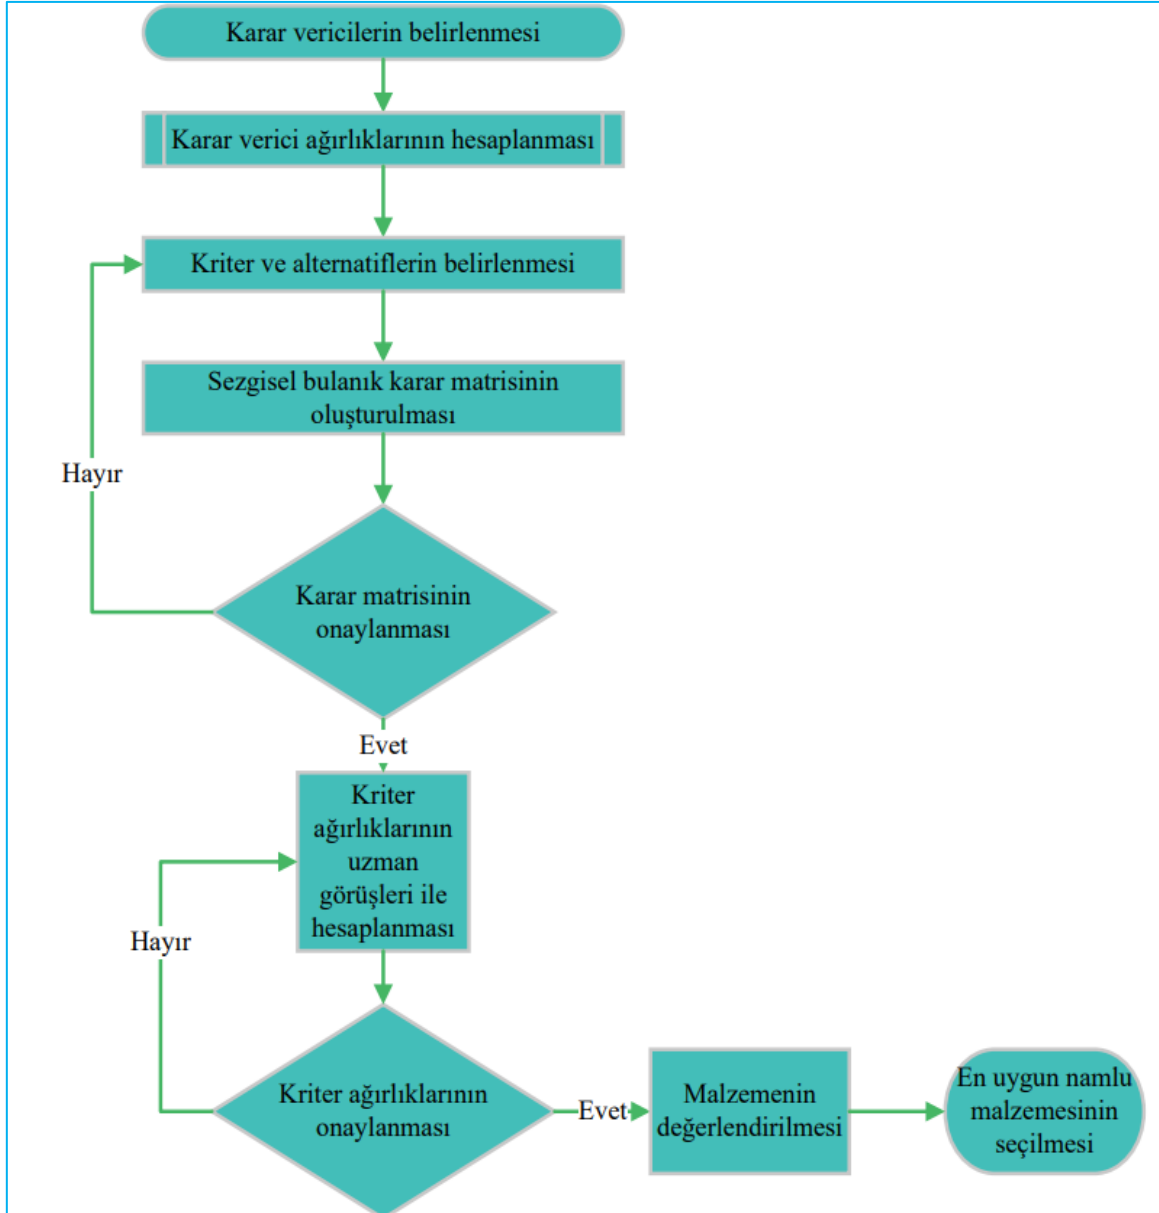 Karar vericilerin belirlenmesi
Karar verici ağırlıklarının hesaplanması
Kriter ve alternatiflerin belirlenmesi
Sezgisel bulanık karar matrisinin
oluşturulması
Hayır
Karar matrisinin
onaylanması
Evet
Kriter
ağırlıklarının
uzman
görüşleri ile
hesaplanması
Hayır
Kriter ağırlıklarının
onaylanması
Evet
Malzemenin
değerlendirilmesi
En uygun namlu
malzemesinin
seçilmesi